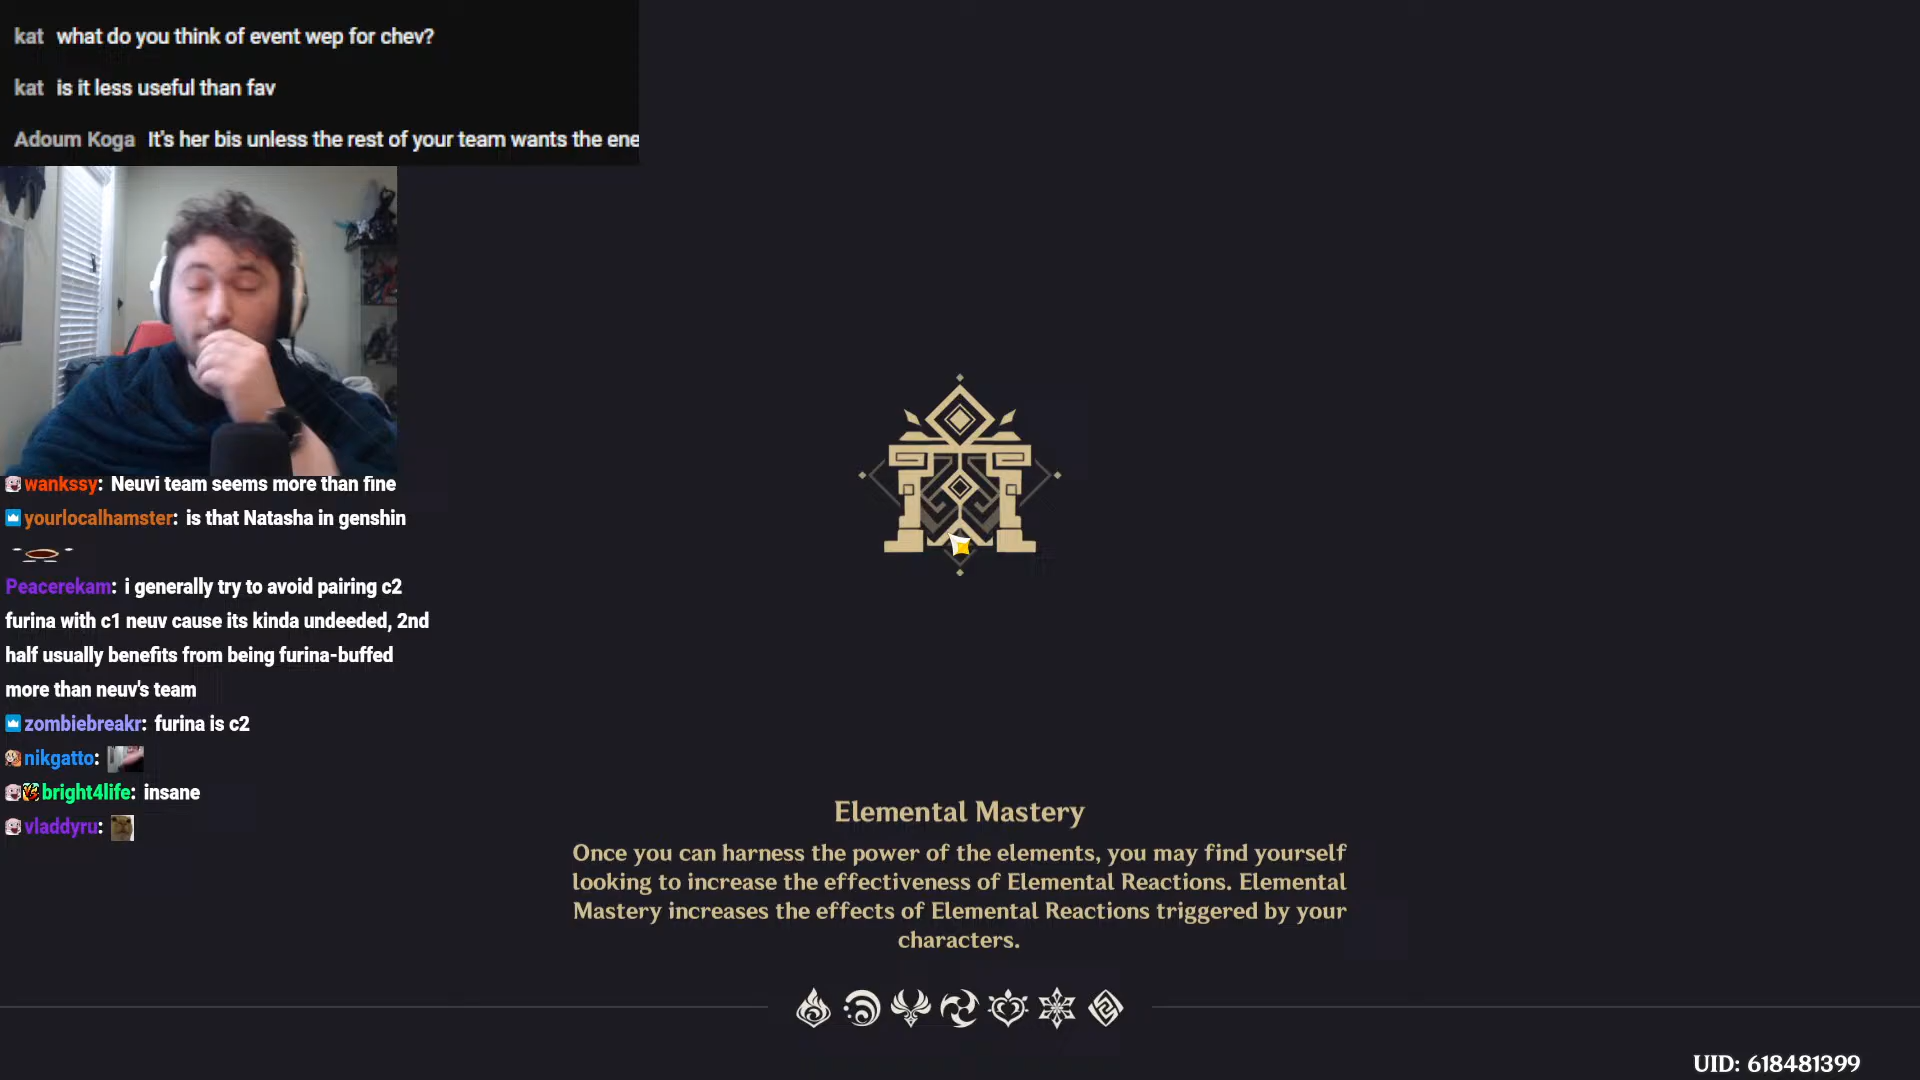 kat what do you think of event wep for chev?
kat is it less useful than fav
Adoum Koga It's her bis unless the rest of your team wants the ene
wankssy: Neuvi team seems more than fine
yourlocalhamster: is that Natasha in genshin
Peacerekam: i generally try to avoid pairing c2
furina with c1 neuv cause its kinda undeeded, 2nd
half usually benefits from being furina-buffed
more than neuv's team
zombiebreakr: furina is c2
nikgatto:
bright4life: insane
vladdyru:
Elemental Mastery
Once you can harness the power of the elements, you may find yourself
looking to increase the effectiveness of Elemental Reactions. Elemental
Mastery increases the effects of Elemental Reactions triggered by your
characters.
UID: 618481399